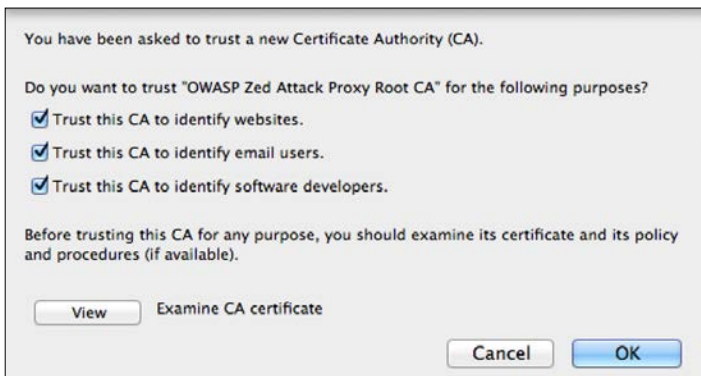 You have been asked to trust a new Certificate Authority (CA).
Do you want to trust "OWASP Zed Attack Proxy Root CA" for the following purposes?
Trust this CA to identify websites.
Trust this CA to identify email users.
Trust this CA to identify software developers.
Before trusting this CA for any purpose, you should examine its certificate and its policy
and procedures (if available).
View Examine CA certificate
Cancel OK